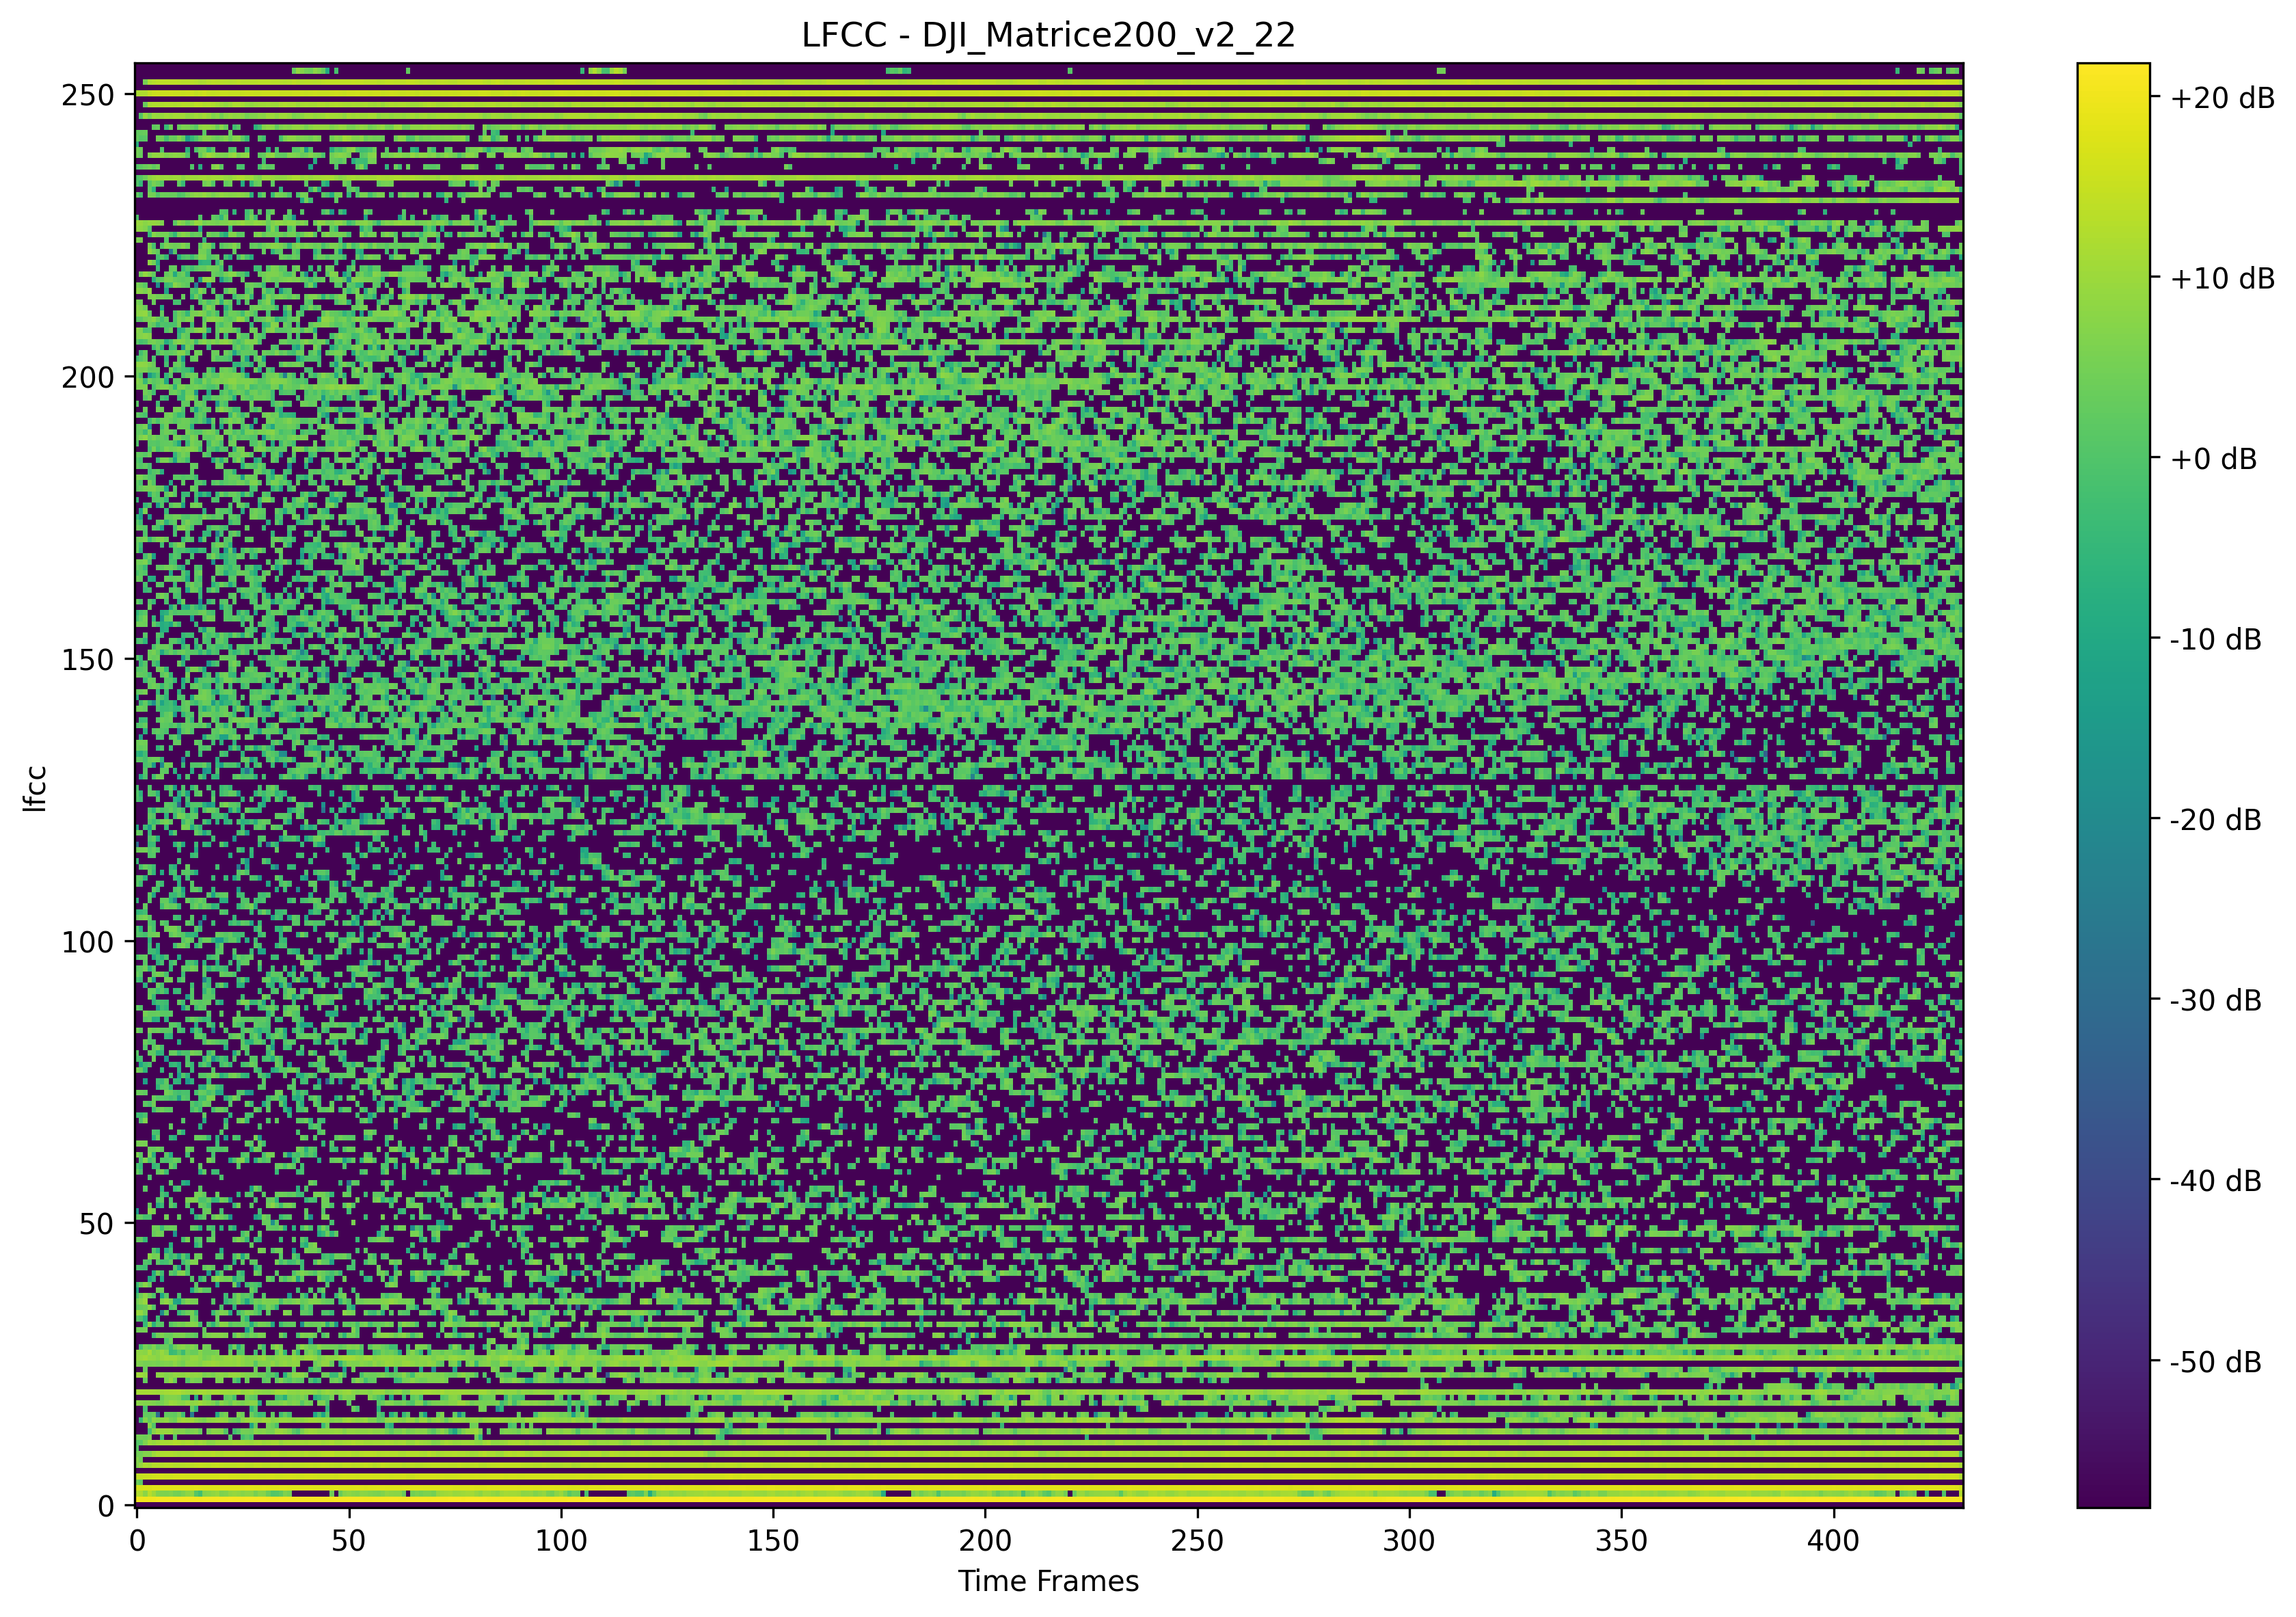 LFCC - DJI_Matrice200_v2_22
250
200
150
100
50
0
lfcc
0 50 100 150 200 250 300 350 400
Time Frames
+20 dB
+10 dB
+0 dB
-10 dB
-20 dB
-30 dB
-40 dB
-50 dB